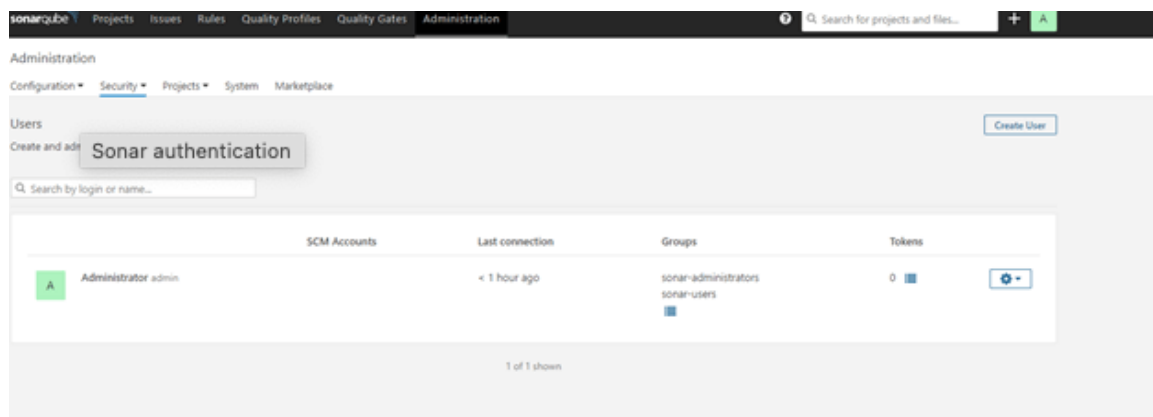 sonarqube Projects Issues Rules Quality Profiles Quality Gates Administration ? Search for projects and files... + A
Administration
Configuration Security Projects System Marketplace
Users Create User
Create and adm
Sonar authentication
Search by login or name...
SCM Accounts Last connection Groups Tokens
A Administrator admin < 1 hour ago sonar-administrators 0
sonar-users
1 of 1 shown